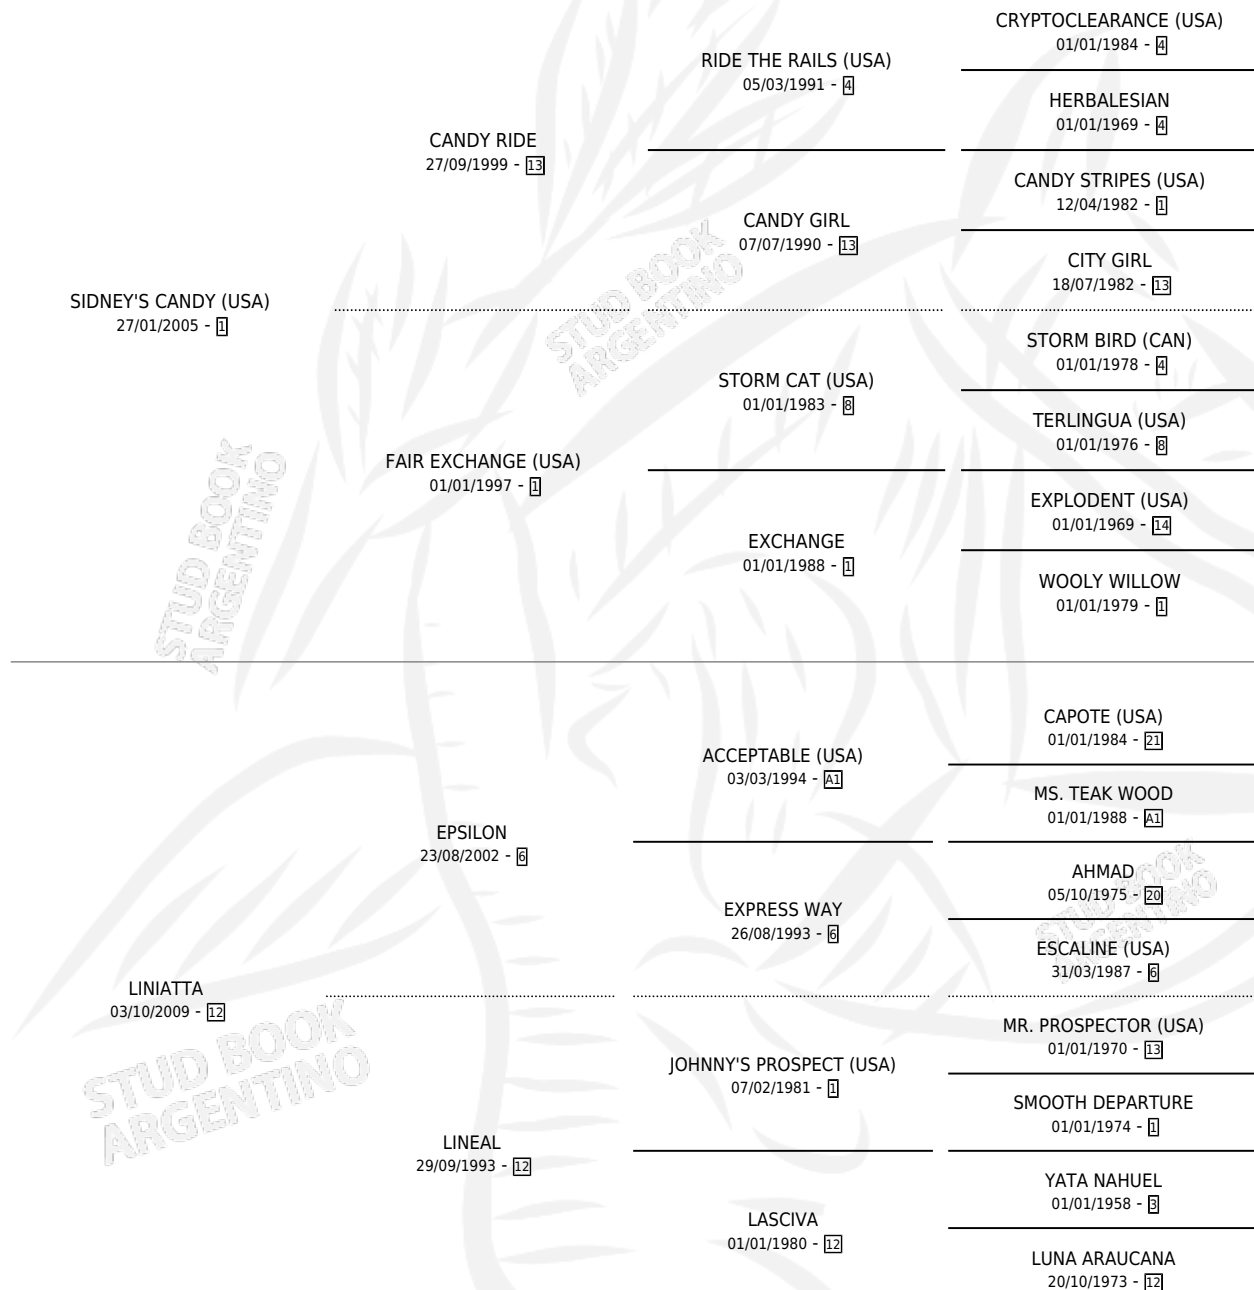 SIDNEY'S CANDY (USA)
27/01/2005 - 1
CANDY RIDE
27/09/1999 - 13
FAIR EXCHANGE (USA)
01/01/1997 - 1
RIDE THE RAILS (USA)
05/03/1991 - 4
CANDY GIRL
07/07/1990 - 13
STORM CAT (USA)
01/01/1983 - 8
EXCHANGE
01/01/1988 - 1
CRYPTOCLEARANCE (USA)
01/01/1984 - 4
HERBALESIAN
01/01/1969 - 4
CANDY STRIPES (USA)
12/04/1982 - 1
CITY GIRL
18/07/1982 - 13
STORM BIRD (CAN)
01/01/1978 - 4
TERLINGUA (USA)
01/01/1976 - 8
EXPLODENT (USA)
01/01/1969 - 14
WOOLY WILLOW
01/01/1979 - 1
LINIATTA
03/10/2009 - 12
EPSILON
23/08/2002 - 6
LINEAL
29/09/1993 - 12
ACCEPTABLE (USA)
03/03/1994 - A1
EXPRESS WAY
26/08/1993 - 6
JOHNNY'S PROSPECT (USA)
07/02/1981 - 1
LASCIVA
01/01/1980 - 12
CAPOTE (USA)
01/01/1984 - 21
MS. TEAK WOOD
01/01/1988 - A1
AHMAD
05/10/1975 - 20
ESCALINE (USA)
31/03/1987 - 6
MR. PROSPECTOR (USA)
01/01/1970 - 13
SMOOTH DEPARTURE
01/01/1974 - 1
YATA NAHUEL
01/01/1958 - 3
LUNA ARAUCANA
20/10/1973 - 12
STUD BOOK
ARGENTINO
STUD BOOK
ARGENTINO
STUD BOOK
ARGENTINO
STUD BOOK
ARGENTINO